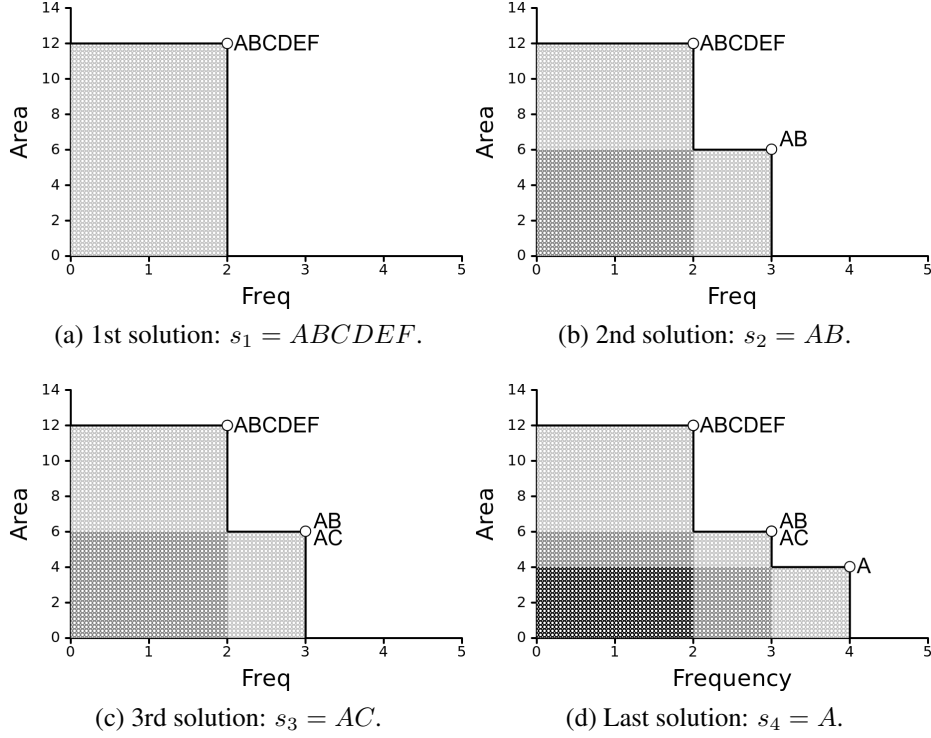 14
12
10
8
6
4
2
0
0 1 2 3 4 5
Area
Freq
ABCDEF
(a) 1st solution: s₁ = ABCDEF.
14
12
10
8
6
4
2
0
0 1 2 3 4 5
Area
Freq
ABCDEF
AB
(b) 2nd solution: s₂ = AB.
14
12
10
8
6
4
2
0
0 1 2 3 4 5
Area
Freq
ABCDEF
AB
AC
(c) 3rd solution: s₃ = AC.
14
12
10
8
6
4
2
0
0 1 2 3 4 5
Area
Frequency
ABCDEF
AB
AC
A
(d) Last solution: s₄ = A.